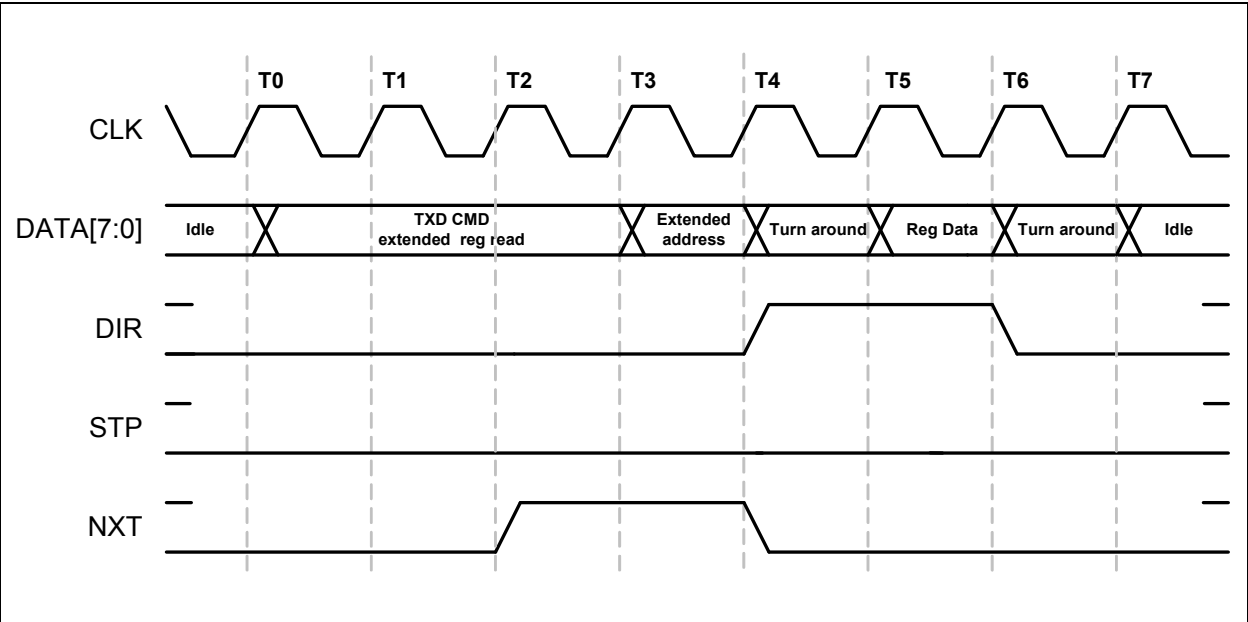 T0 T1 T2 T3 T4 T5 T6 T7
CLK
DATA[7:0]
Idle
TXD CMD
extended reg read
Extended
address
Turn around
Reg Data
Turn around
Idle
DIR
STP
NXT